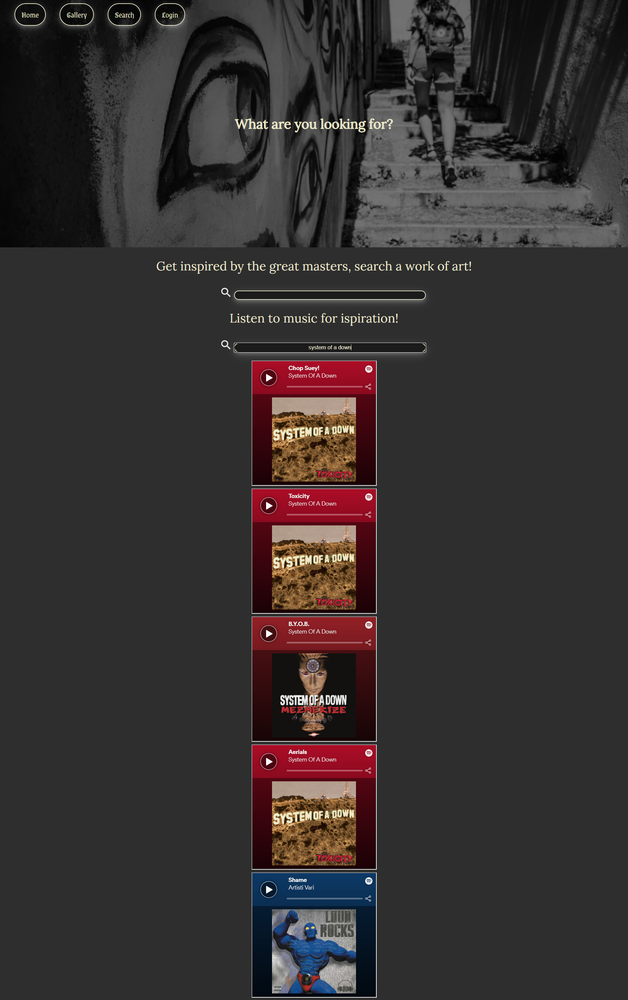 Home
Gallery
Search
Login
What are you looking for?
Get inspired by the great masters, search a work of art!
Listen to music for ispiration!
system of a down
Chop Suey!
System Of A Down
SYSTEM OF A DOWN
TOXICITY
Toxicity
System Of A Down
SYSTEM OF A DOWN
TOXICITY
B.Y.O.B.
System Of A Down
SYSTEM OF A DOWN
MEZMERIZE
Aerials
System Of A Down
SYSTEM OF A DOWN
TOXICITY
Shame
Artisti Vari
LOUD
ROCKS